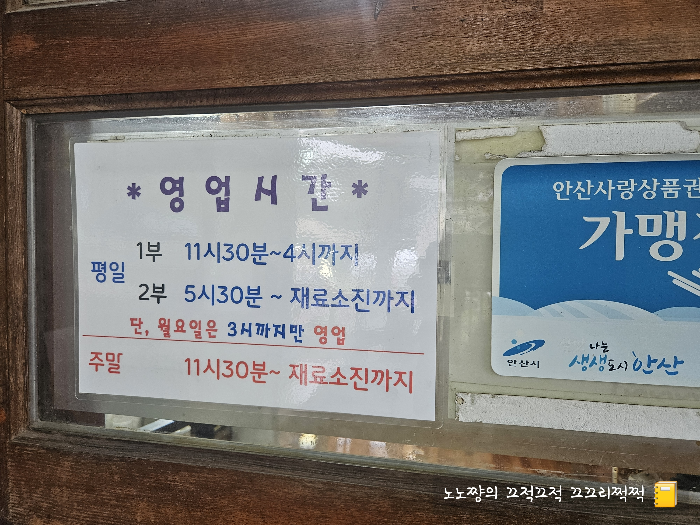 * 영업시간 *
평일 1부 11시30분~4시까지
2부 5시30분 ~ 재료소진까지
단, 월요일은 3시까지만 영업
주말 11시30분~ 재료소진까지
안산사랑상품권
가맹
안산시
나눔
생생도시 안산
노노쨩의 끄적끄적 끄끄리쩍쩍